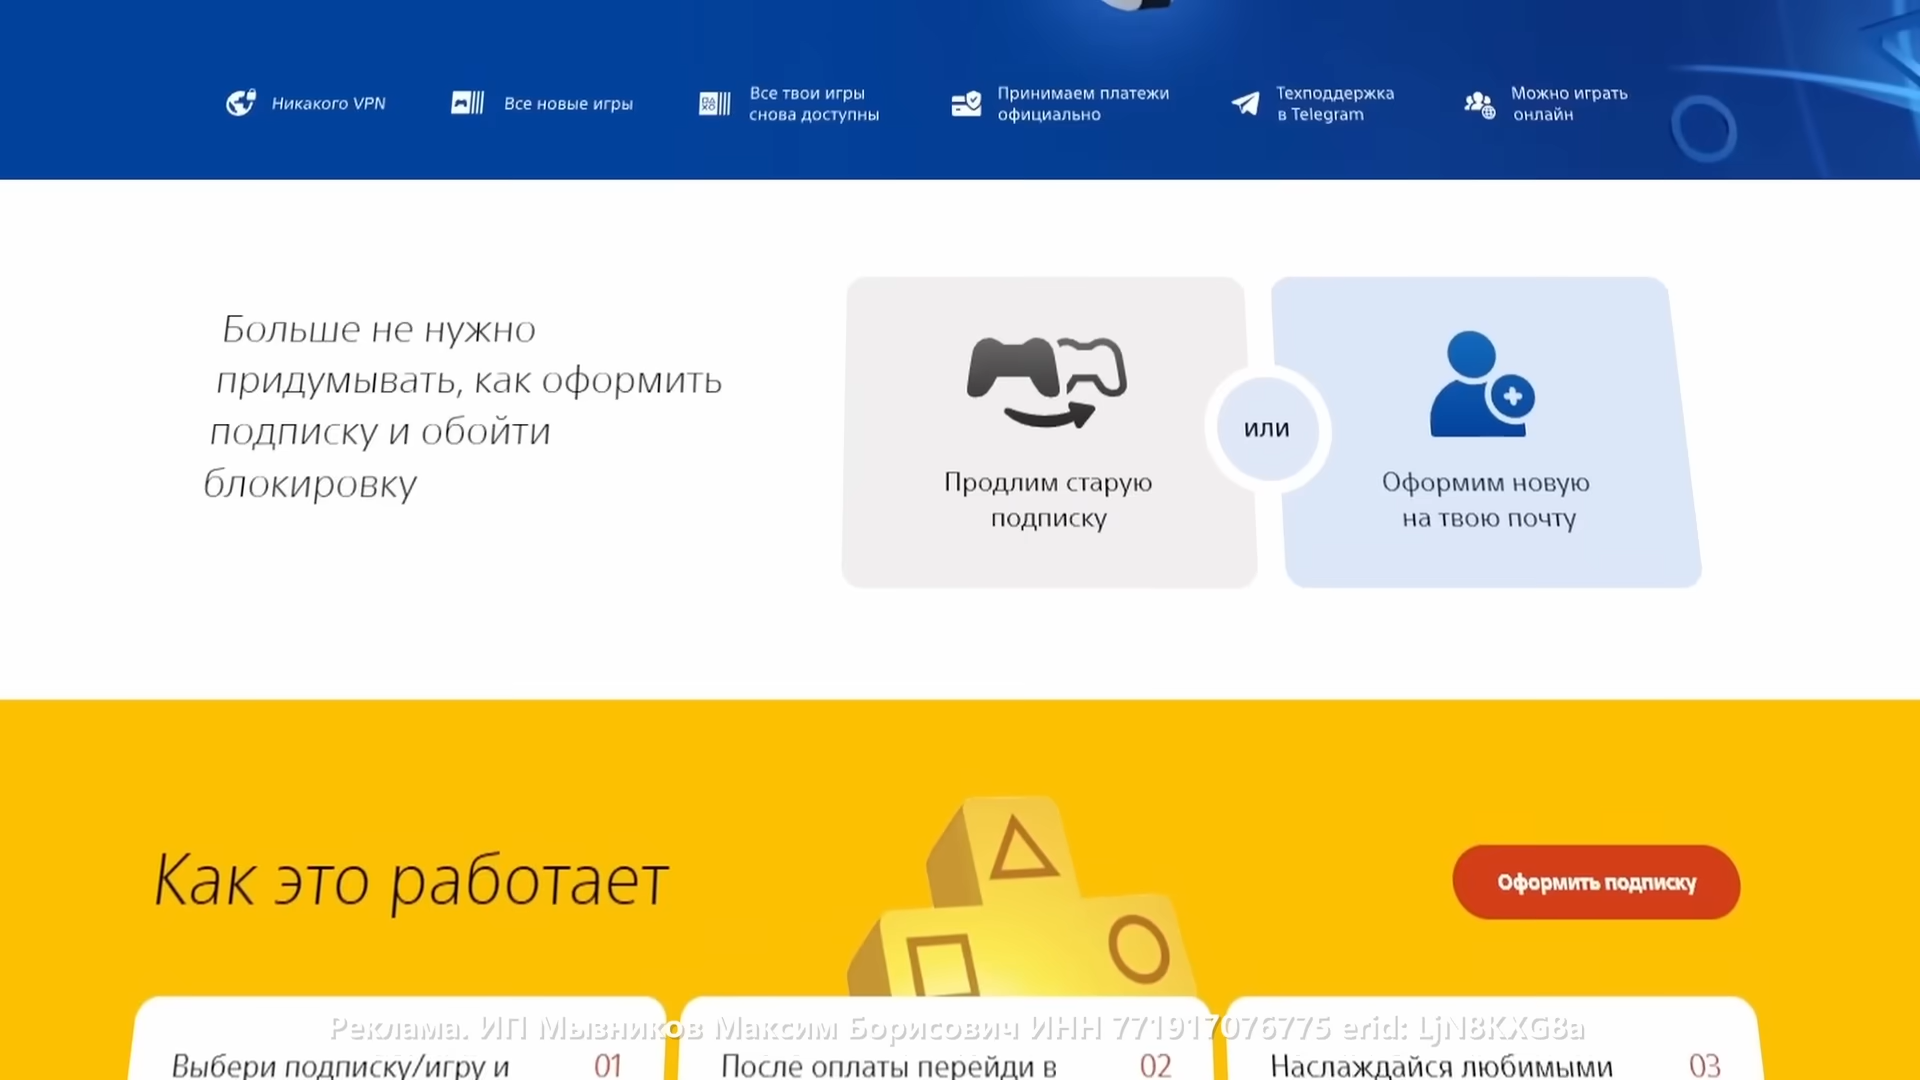 Никакого VPN
Все новые игры
Все твои игры
снова доступны
Принимаем платежи
официально
Техподдержка
в Telegram
Можно играть
онлайн
Больше не нужно
придумывать, как оформить
подписку и обойти
блокировку
Продлим старую
подписку
или
Оформим новую
на твою почту
Как это работает
Оформить подписку
Реклама. ИП Мызников Максим Борисович ИНН 771917076775 erid: LjN8KXG8a
Выбери подписку/игру и
01
После оплаты перейди в
02
Наслаждайся любимыми
03